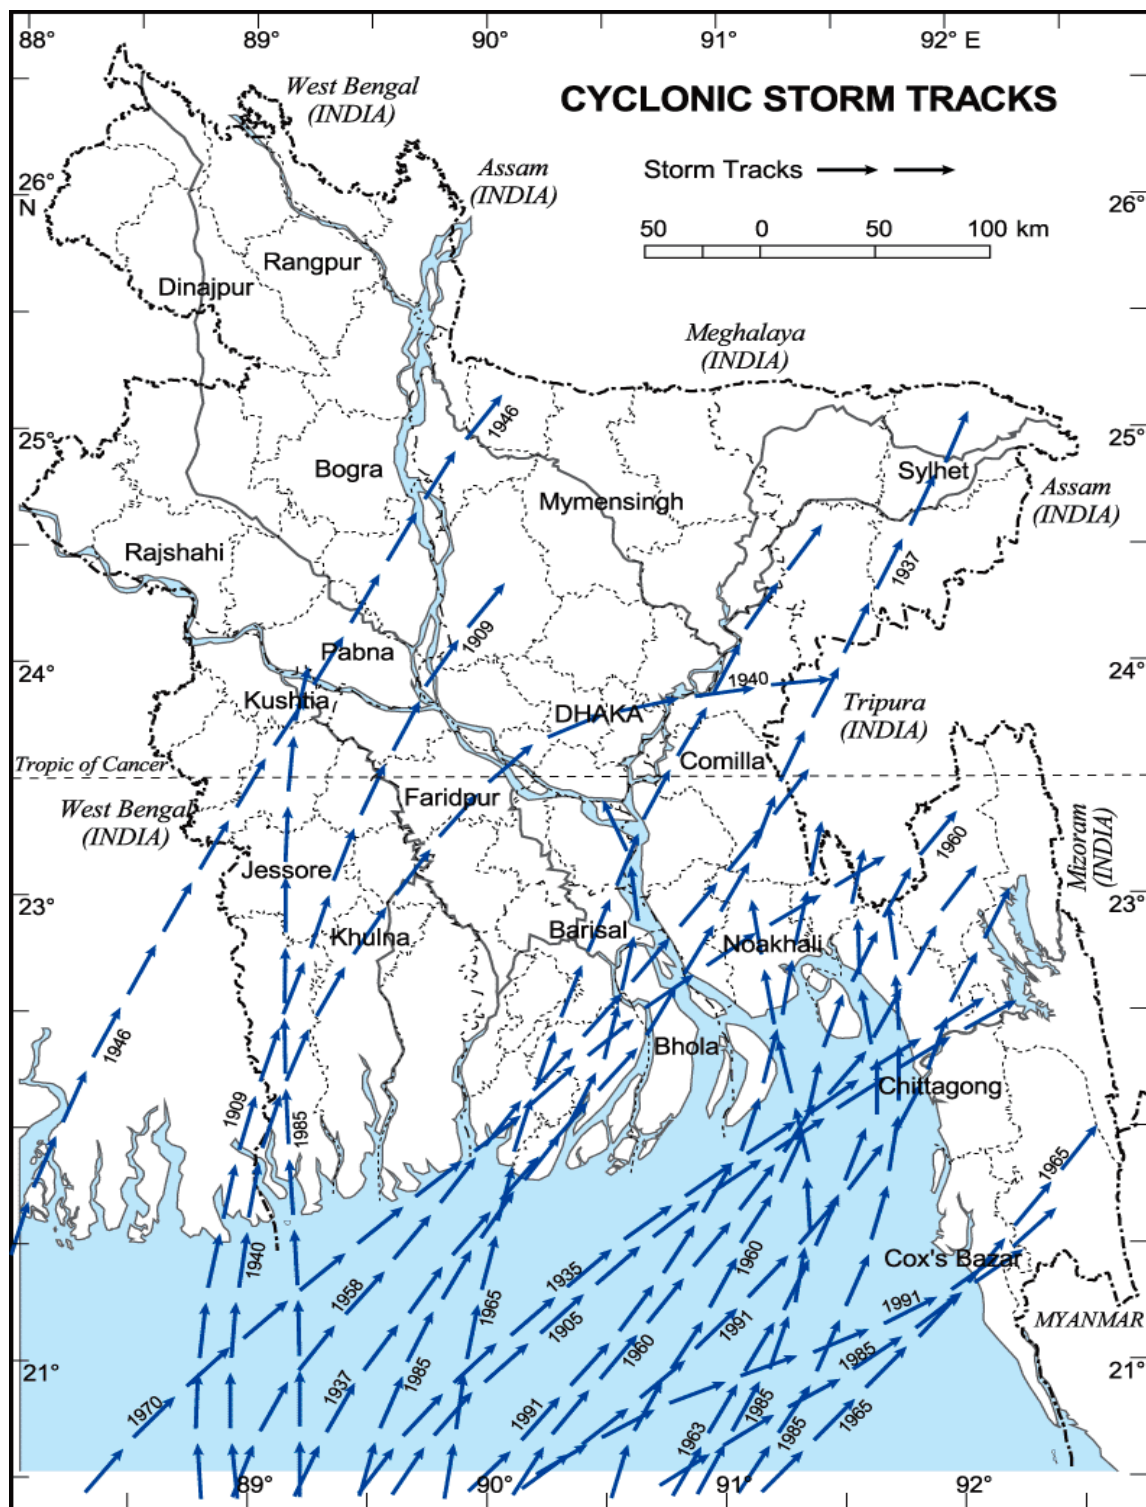 88°
89°
90°
91°
92° E
CYCLONIC STORM TRACKS
West Bengal
(INDIA)
Assam
(INDIA)
Storm Tracks
26°
N
26°
50 0 50 100 km
Rangpur
Dinajpur
Meghalaya
(INDIA)
1946
25°
25°
Bogra
Sylhet
Mymensingh
Assam
(INDIA)
Rajshahi
1937
1909
24°
24°
Pabna
1940
Kushtia
DHAKA
Tripura
(INDIA)
Tropic of Cancer
Comilla
West Bengal
(INDIA)
Faridpur
1960
Mizoram
(INDIA)
Jessore
23°
23°
Khulna
Barisal
Noakhali
1946
Bhola
Chittagong
1909
1985
1965
1940
1958
1935
1965
1960
Cox's Bazar
1905
1991
1991
MYANMAR
1960
1985
21°
21°
1970
1937
1985
1991
1963
1985
1985
1965
89°
90°
91°
92°